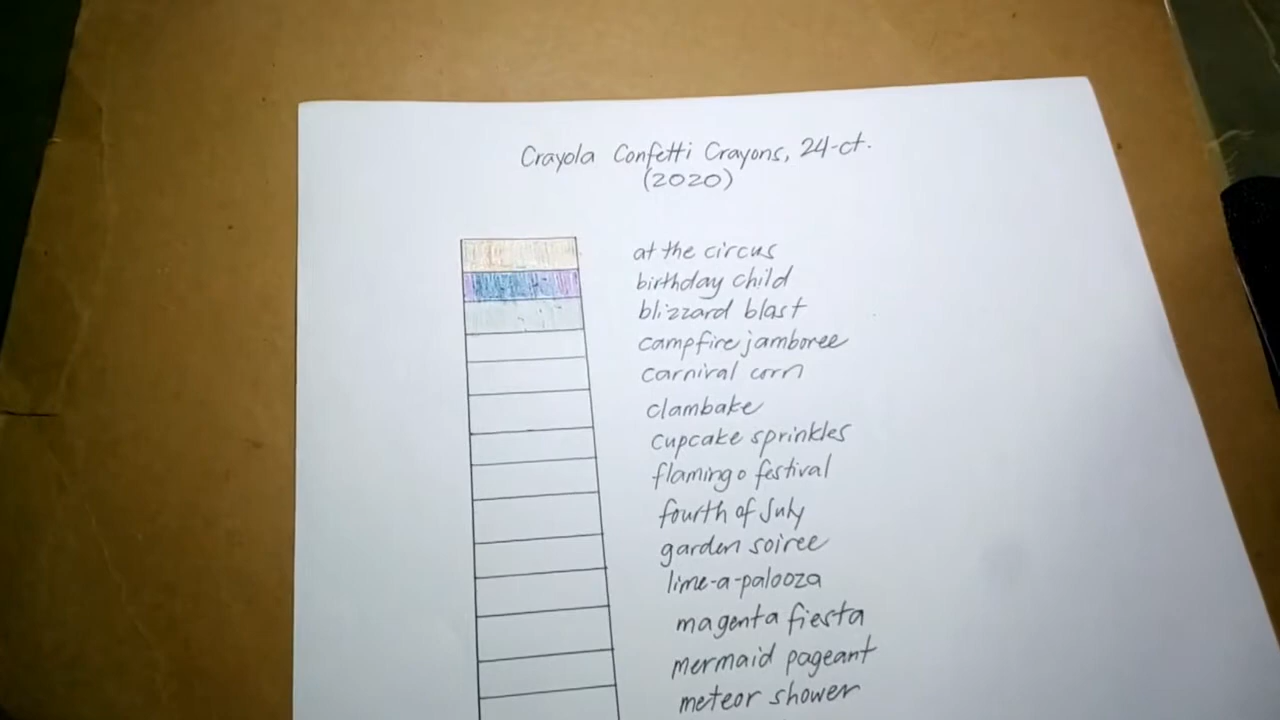 Crayola Confetti Crayons, 24-ct.
(2020)
at the circus
birthday child
blizzard blast
campfire jamboree
carnival corn
clambake
cupcake sprinkles
flamingo festival
fourth of July
garden soiree
lime-a-palooza
magenta fiesta
mermaid pageant
meteor shower